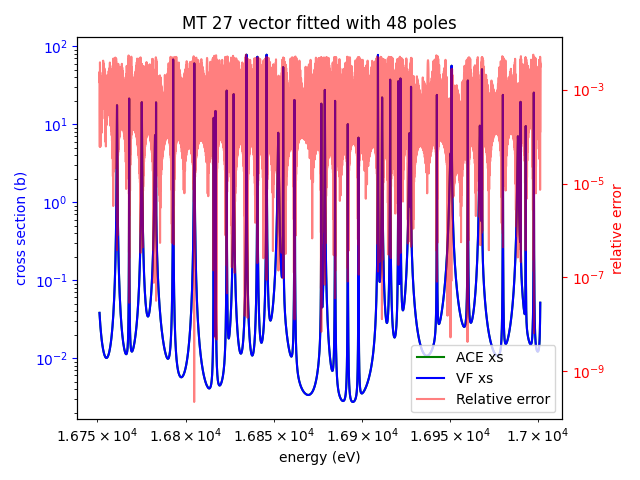 MT 27 vector fitted with 48 poles
10²
10¹
10⁰
10⁻¹
10⁻²
cross section (b)
10⁻³
10⁻⁵
10⁻⁷
10⁻⁹
relative error
ACE xs
VF xs
Relative error
1.675 × 10⁴ 1.68 × 10⁴ 1.685 × 10⁴ 1.69 × 10⁴ 1.695 × 10⁴ 1.7 × 10⁴
energy (eV)